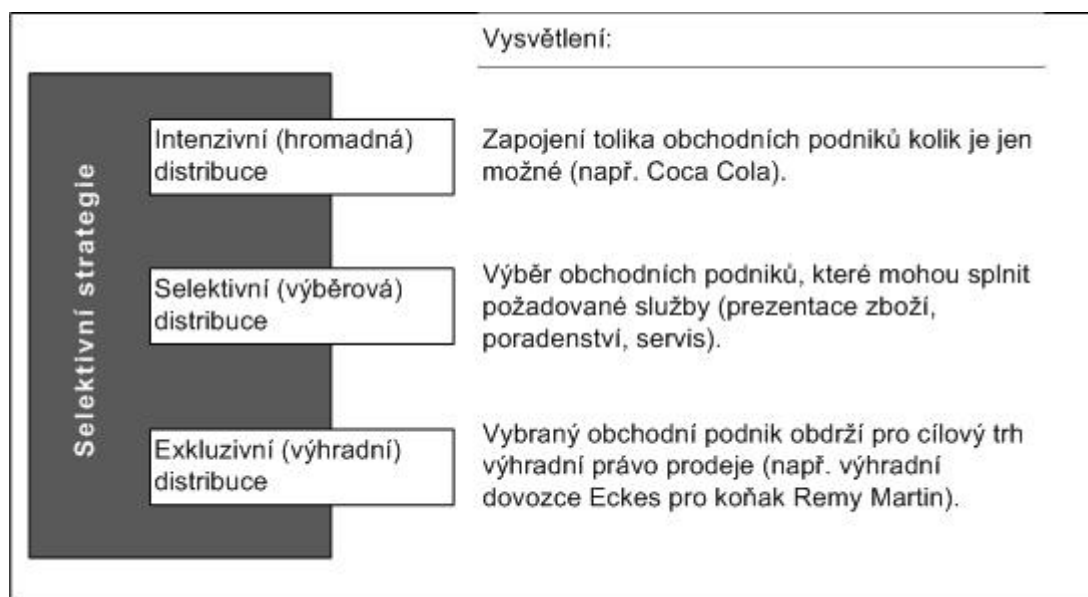 Vysvětlení:
Selektivní strategie
Intenzivní (hromadná)
distribuce
Zapojení tolika obchodních podniků kolik je jen
možné (např. Coca Cola).
Selektivní (výběrová)
distribuce
Výběr obchodních podniků, které mohou splnit
požadované služby (prezentace zboží,
poradenství, servis).
Exkluzivní (výhradní)
distribuce
Vybraný obchodní podnik obdrží pro cílový trh
výhradní právo prodeje (např. výhradní
dovozce Eckes pro koňak Remy Martin).